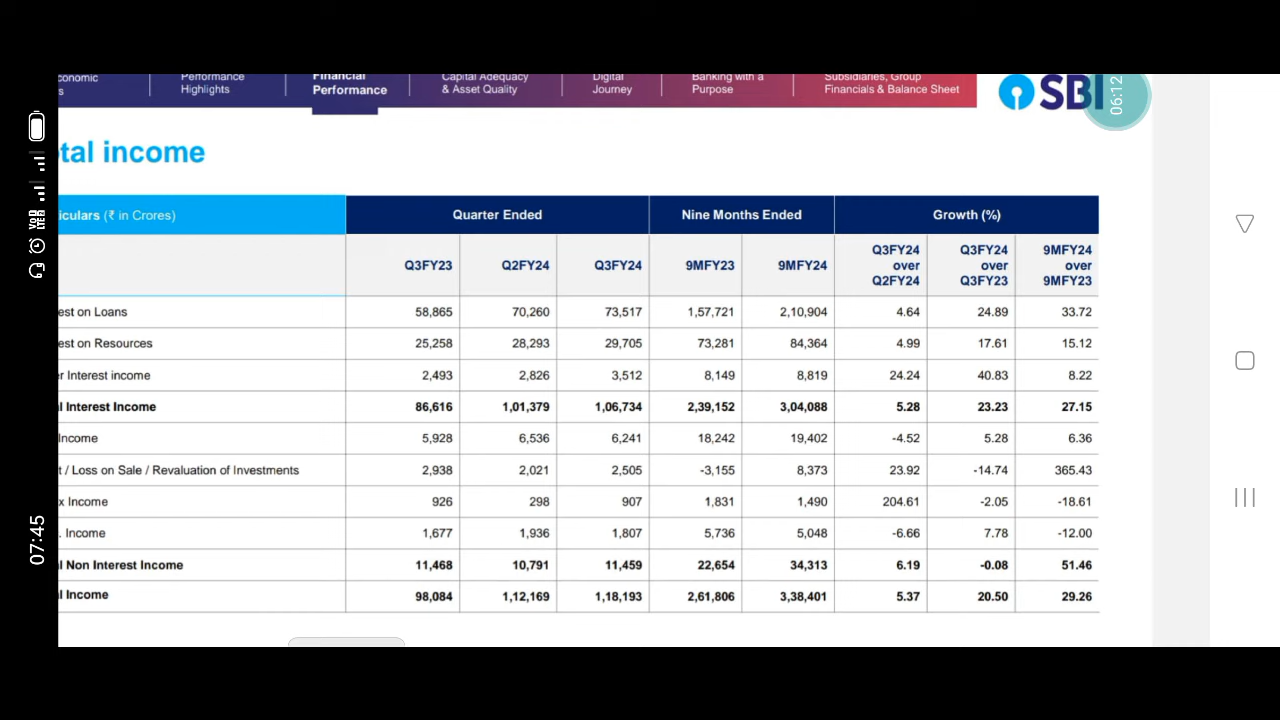 conomic
s
Performance
Highlights
Financial
Performance
Capital Adequacy
& Asset Quality
Digital
Journey
Banking with a
Purpose
Subsidiaries, Group
Financials & Balance Sheet
SBI
06:12
VoD
LTE2
07:45
tal income
iculars (₹ in Crores) Quarter Ended Nine Months Ended Growth (%)
Q3FY23 Q2FY24 Q3FY24 9MFY23 9MFY24 Q3FY24 over Q2FY24 Q3FY24 over Q3FY23 9MFY24 over 9MFY23
est on Loans 58,865 70,260 73,517 1,57,721 2,10,904 4.64 24.89 33.72
est on Resources 25,258 28,293 29,705 73,281 84,364 4.99 17.61 15.12
r Interest income 2,493 2,826 3,512 8,149 8,819 24.24 40.83 8.22
l Interest Income 86,616 1,01,379 1,06,734 2,39,152 3,04,088 5.28 23.23 27.15
Income 5,928 6,536 6,241 18,242 19,402 -4.52 5.28 6.36
t / Loss on Sale / Revaluation of Investments 2,938 2,021 2,505 -3,155 8,373 23.92 -14.74 365.43
x Income 926 298 907 1,831 1,490 204.61 -2.05 -18.61
. Income 1,677 1,936 1,807 5,736 5,048 -6.66 7.78 -12.00
l Non Interest Income 11,468 10,791 11,459 22,654 34,313 6.19 -0.08 51.46
l Income 98,084 1,12,169 1,18,193 2,61,806 3,38,401 5.37 20.50 29.26